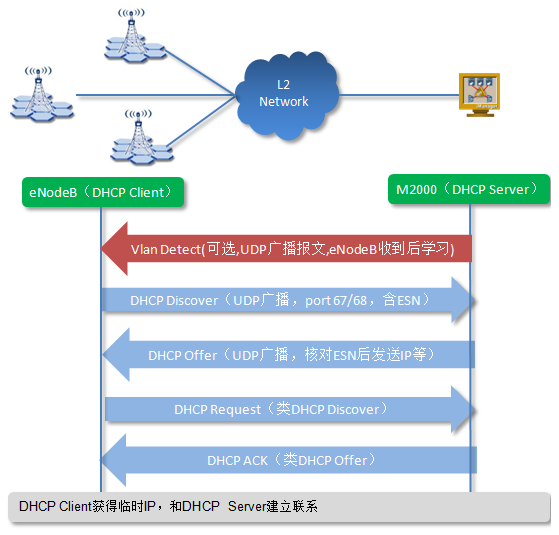 L2
Network
iManager
eNodeB（DHCP Client）
M2000（DHCP Server）
Vlan Detect(可选,UDP广播报文,eNodeB收到后学习)
DHCP Discover（UDP广播，port 67/68，含ESN）
DHCP Offer（UDP广播，核对ESN后发送IP等）
DHCP Request（类DHCP Discover）
DHCP ACK（类DHCP Offer）
DHCP Client获得临时IP，和DHCP Server建立联系